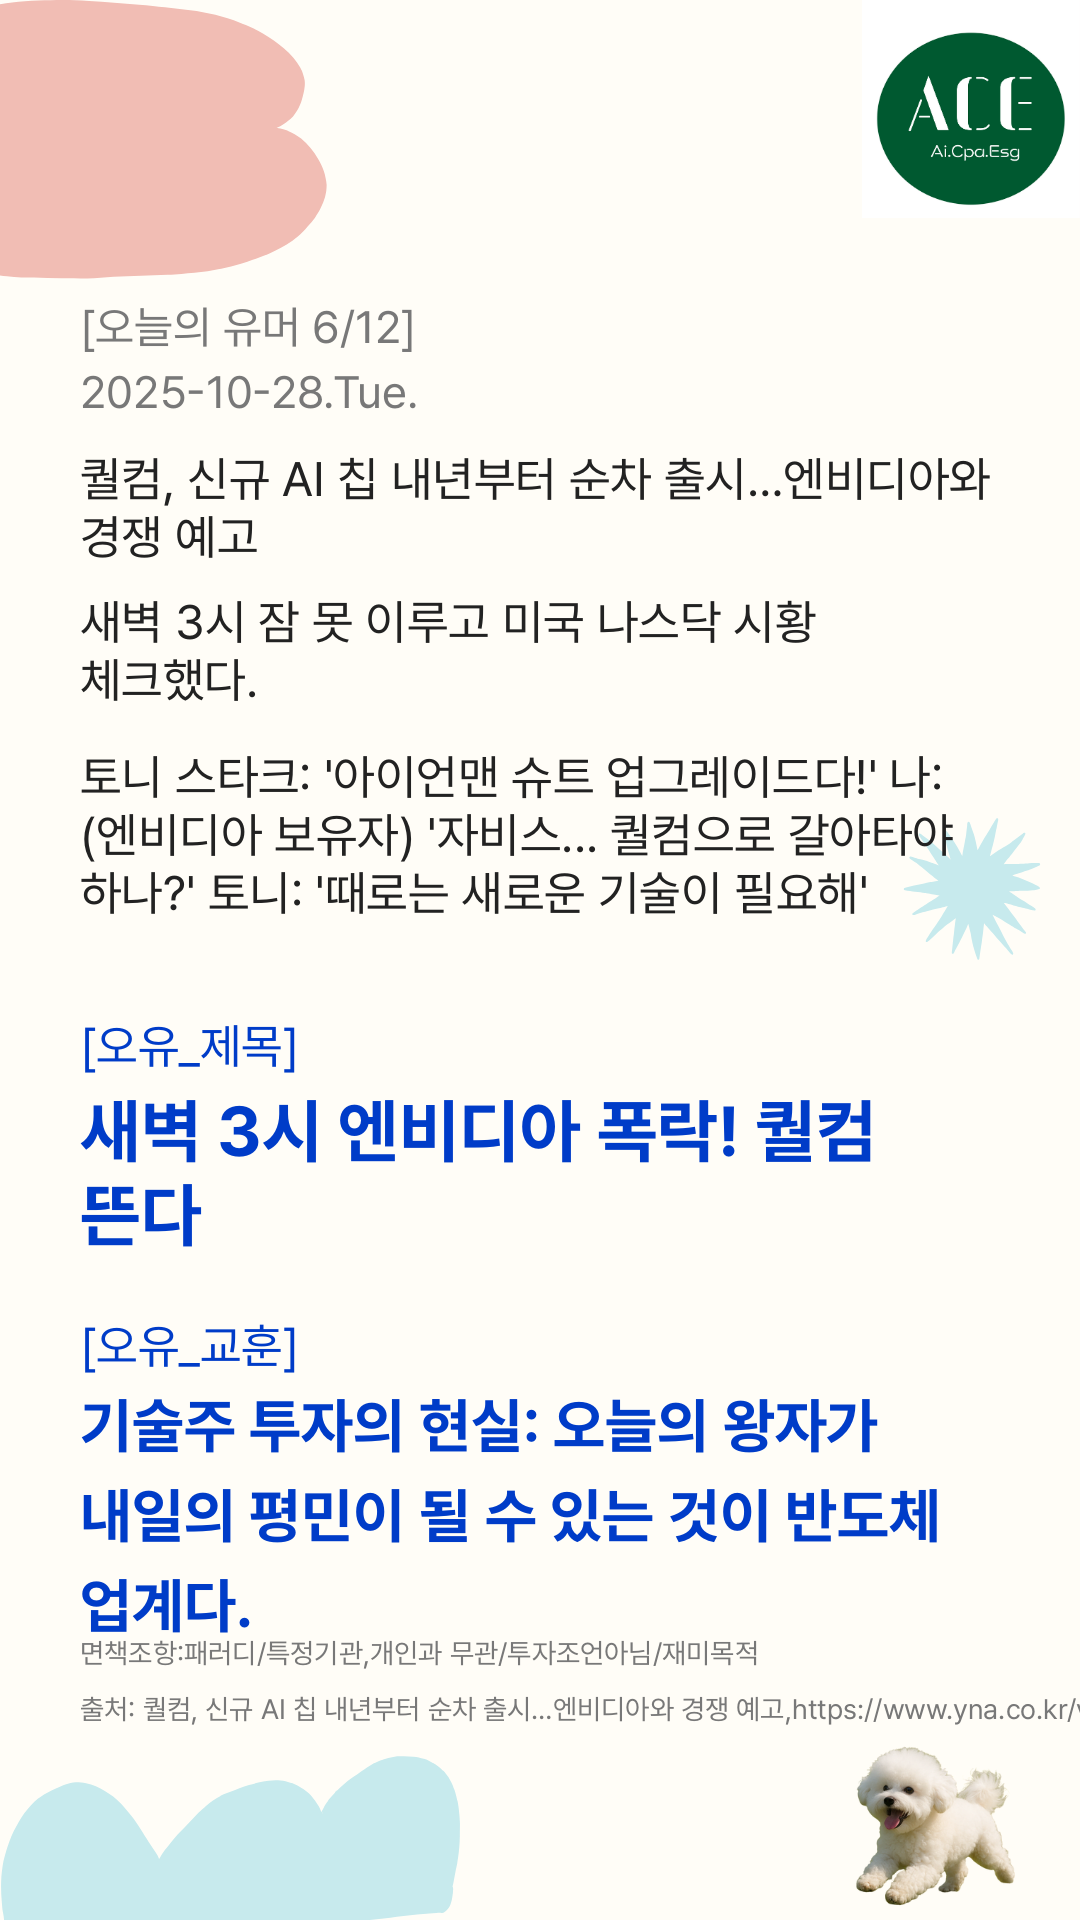 ACE
Ai.Cpa.Esg
[오늘의 유머 6/12]
2025-10-28.Tue.
퀄컴, 신규 AI 칩 내년부터 순차 출시…엔비디아와
경쟁 예고
새벽 3시 잠 못 이루고 미국 나스닥 시황
체크했다.
토니 스타크: '아이언맨 슈트 업그레이드다!' 나:
(엔비디아 보유자) '자비스... 퀄컴으로 갈아타야
하나?' 토니: '때로는 새로운 기술이 필요해'
[오유_제목]
새벽 3시 엔비디아 폭락! 퀄컴
뜬다
[오유_교훈]
기술주 투자의 현실: 오늘의 왕자가
내일의 평민이 될 수 있는 것이 반도체
업계다.
면책조항:패러디/특정기관,개인과 무관/투자조언아님/재미목적
출처: 퀄컴, 신규 AI 칩 내년부터 순차 출시…엔비디아와 경쟁 예고,https://www.yna.co.kr/